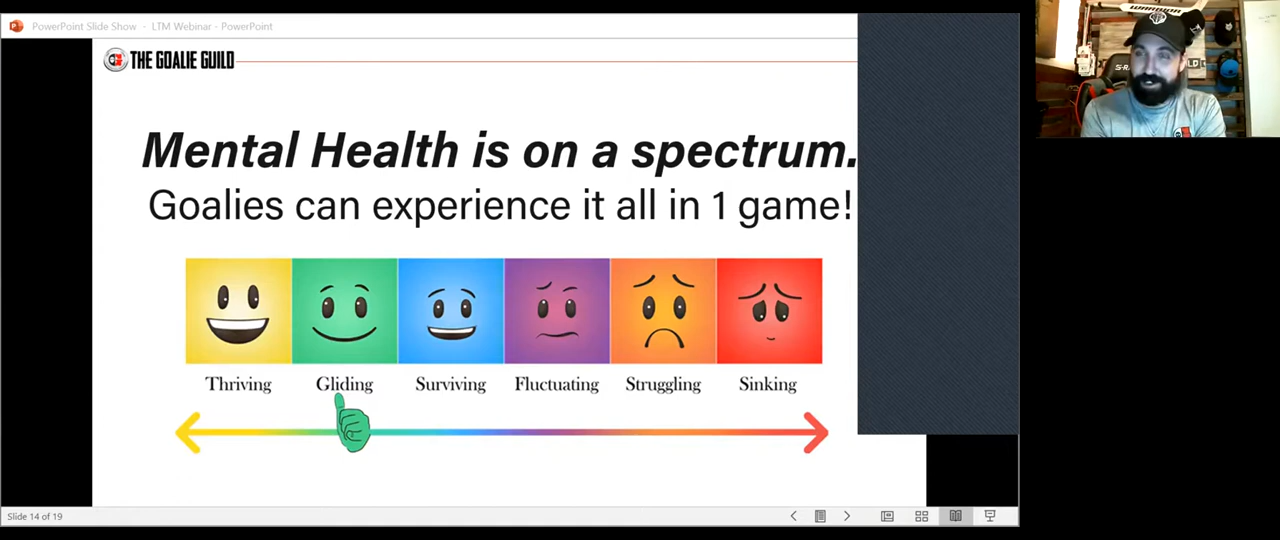 PowerPoint Slide Show - LTM Webinar - PowerPoint
THE GOALIE GUILD
Mental Health is on a spectrum.
Goalies can experience it all in 1 game!
Thriving Gliding Surviving Fluctuating Struggling Sinking
Slide 14 of 19
WARRIOR